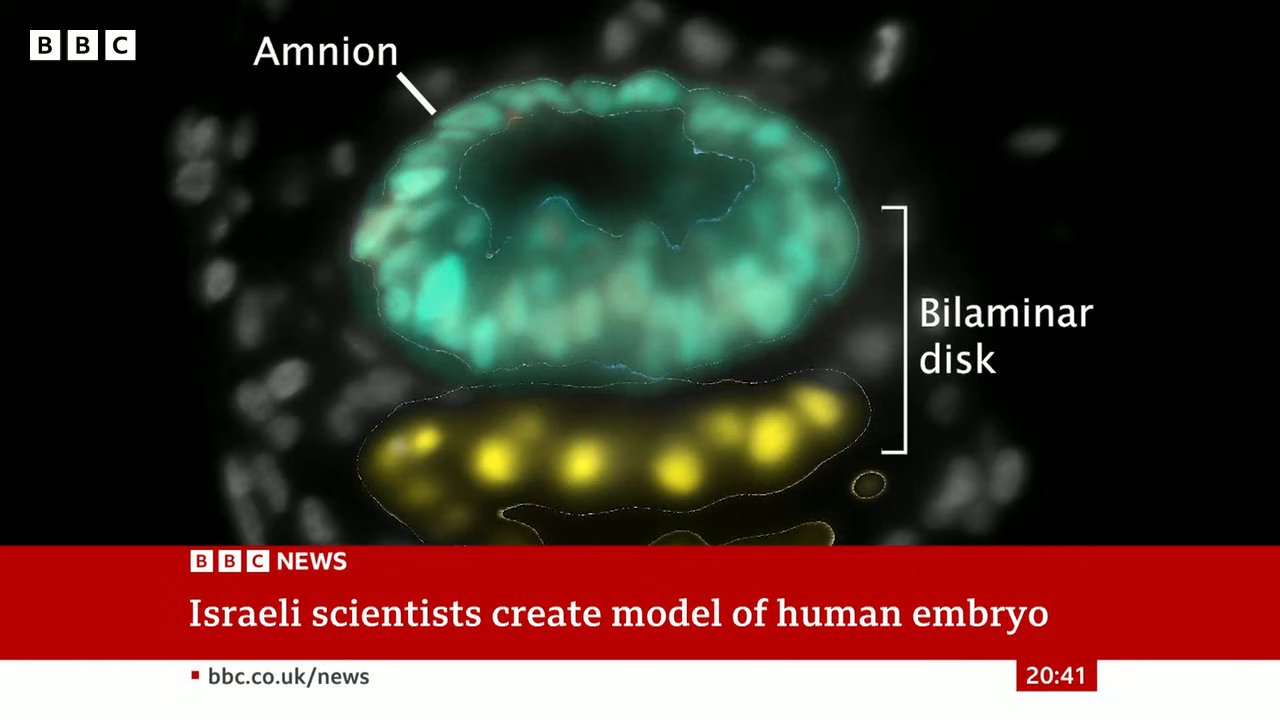 BBC
Amnion
Bilaminar
disk
BBC NEWS
Israeli scientists create model of human embryo
bbc.co.uk/news
20:41